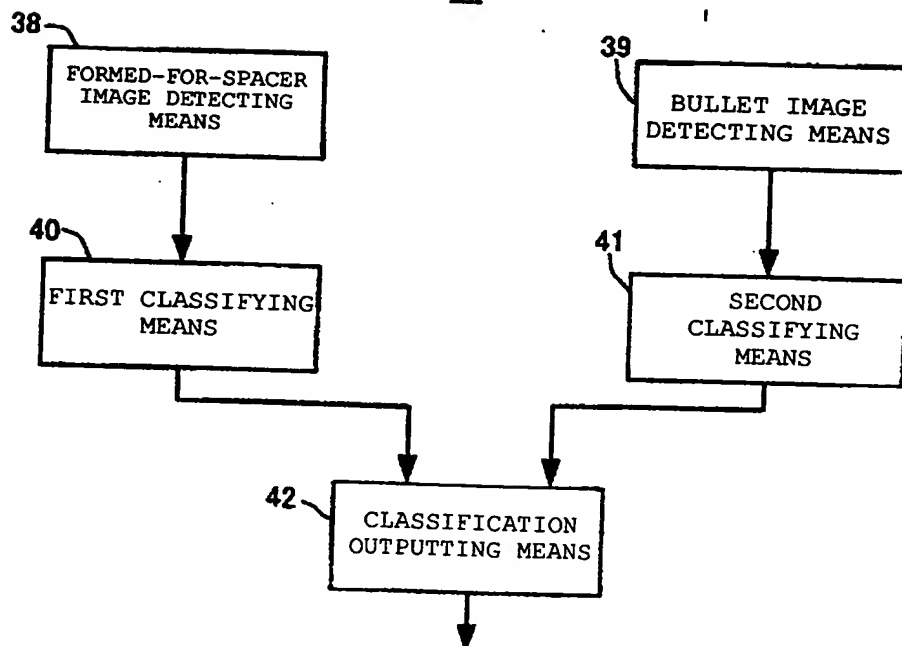 38
FORMED-FOR-SPACER
IMAGE DETECTING
MEANS
39
BULLET IMAGE
DETECTING MEANS
40
FIRST CLASSIFYING
MEANS
41
SECOND
CLASSIFYING
MEANS
42
CLASSIFICATION
OUTPUTTING MEANS